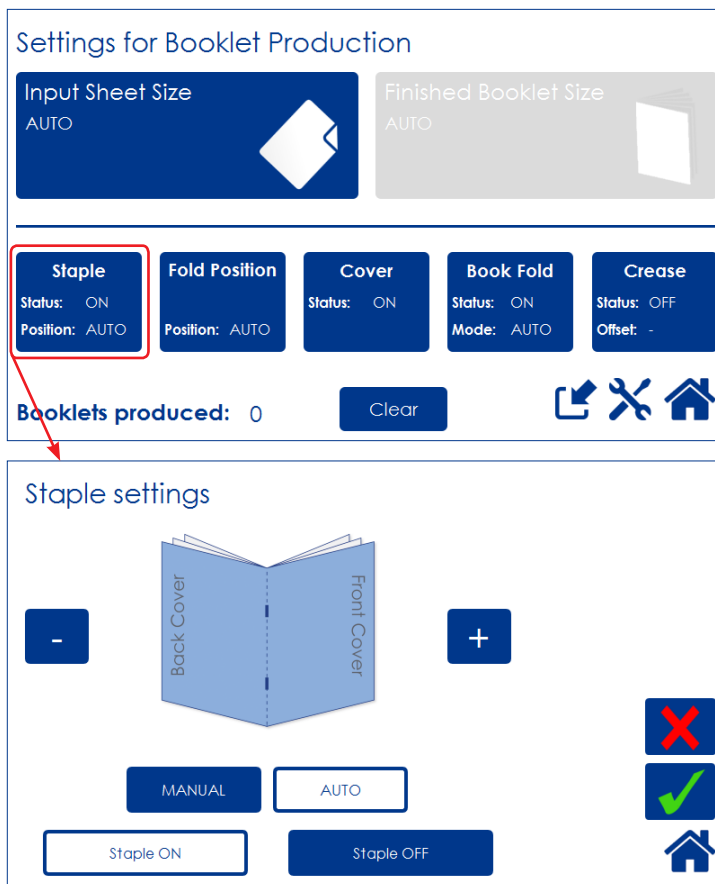 Settings for Booklet Production
Input Sheet Size
AUTO
Finished Booklet Size
AUTO
Staple
Status: ON
Position: AUTO
Fold Position
Position: AUTO
Cover
Status: ON
Book Fold
Status: ON
Mode: AUTO
Crease
Status: OFF
Offset: -
Booklets produced: 0
Clear
Staple settings
Back Cover
Front Cover
-
+
MANUAL
AUTO
Staple ON
Staple OFF